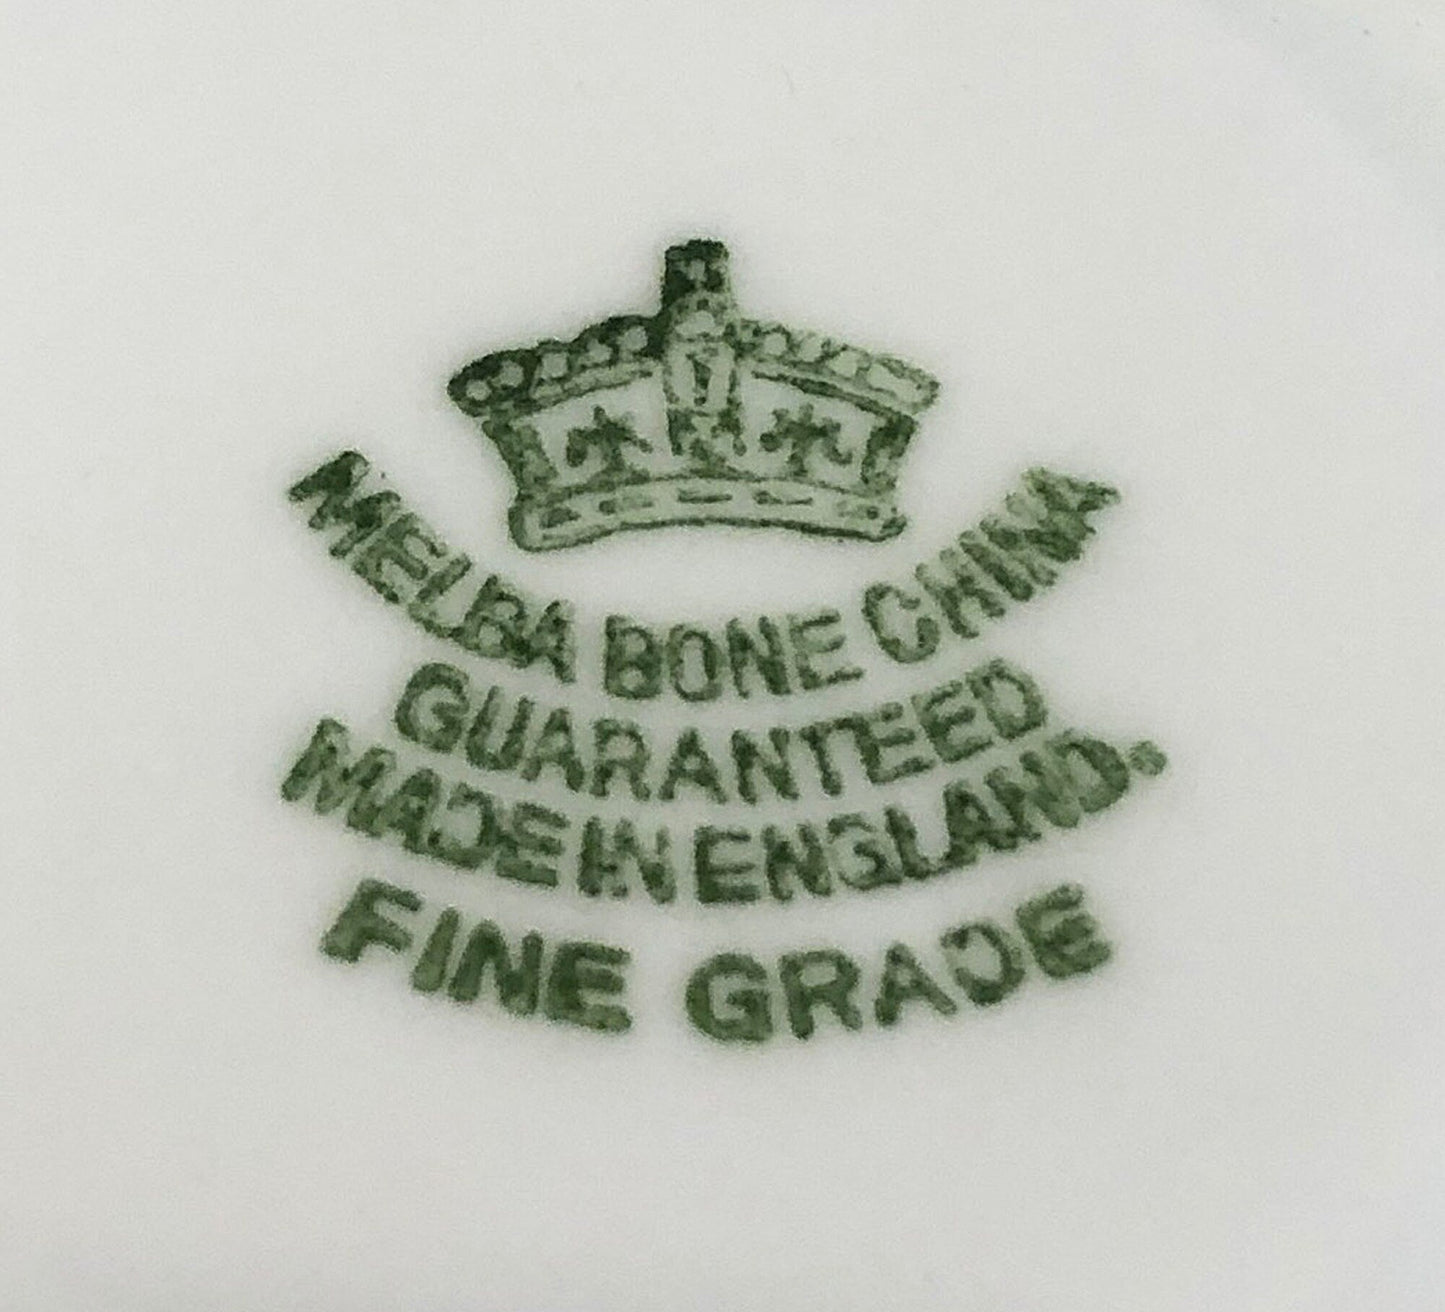 MELBA BONE CHINA
GUARANTEED
MADE IN ENGLAND.
FINE GRADE